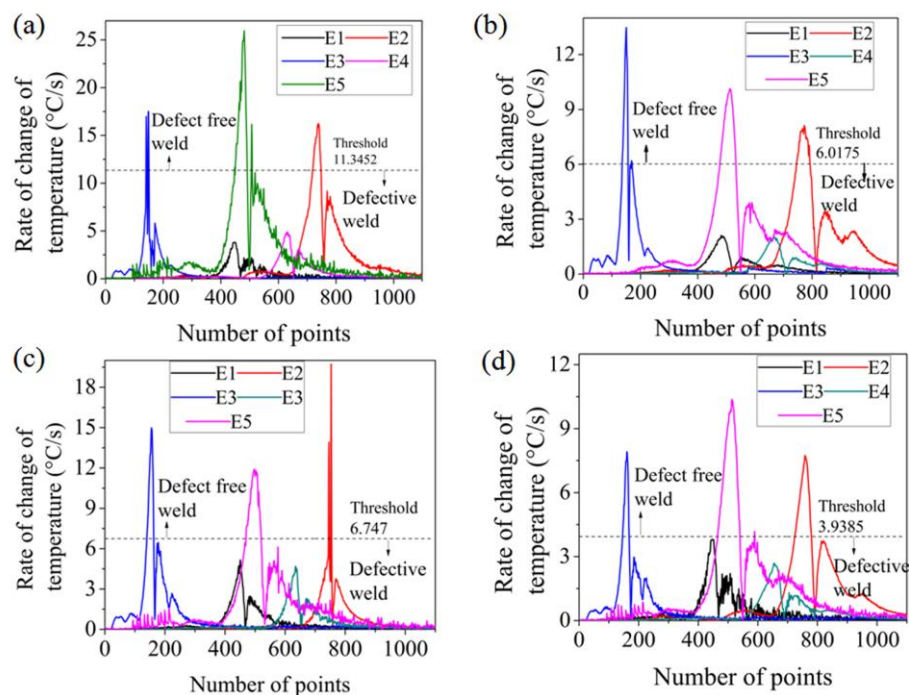 (a)
25
20
15
10
5
0
Rate of change of
temperature (°C/s)
E1 E2
E3 E4
E5
Defect free
weld
Threshold
11.3452
Defective
weld
0 200 400 600 800 1000
Number of points
(b)
12
9
6
3
0
Rate of change of
temperature (°C/s)
E1 E2
E3 E4
E5
Defect free
weld
Threshold
6.0175
Defective
weld
0 200 400 600 800 1000
Number of points
(c)
18
15
12
9
6
3
0
Rate of change of
temperature (°C/s)
E1 E2
E3 E3
E5
Defect free
weld
Threshold
6.747
Defective
weld
0 200 400 600 800 1000
Number of points
(d)
12
9
6
3
0
Rate of change of
temperature (°C/s)
E1 E2
E3 E4
E5
Defect free
weld
Threshold
3.9385
Defective
weld
0 200 400 600 800 1000
Number of points